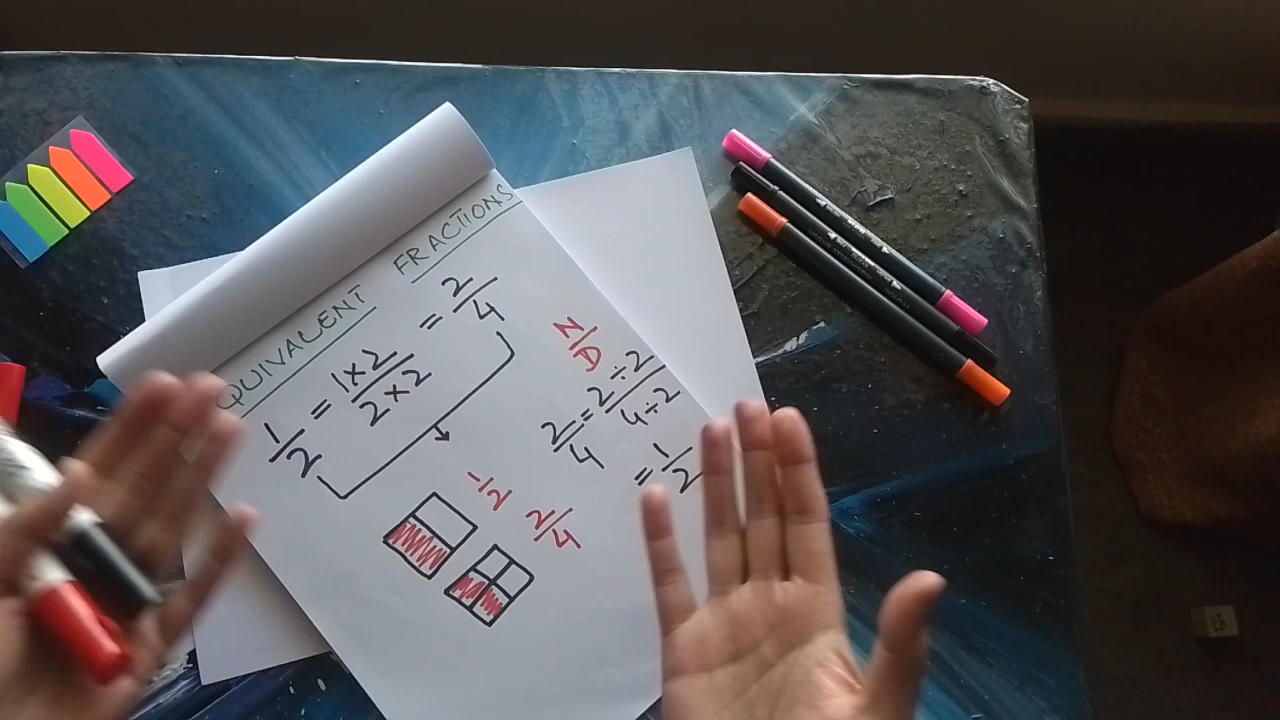 QUIVALENT FRACTIONS
1/2 = 1×2/2×2 = 2/4
N/D
2/4 = 2÷2/4÷2
= 1/2
1/2
2/4